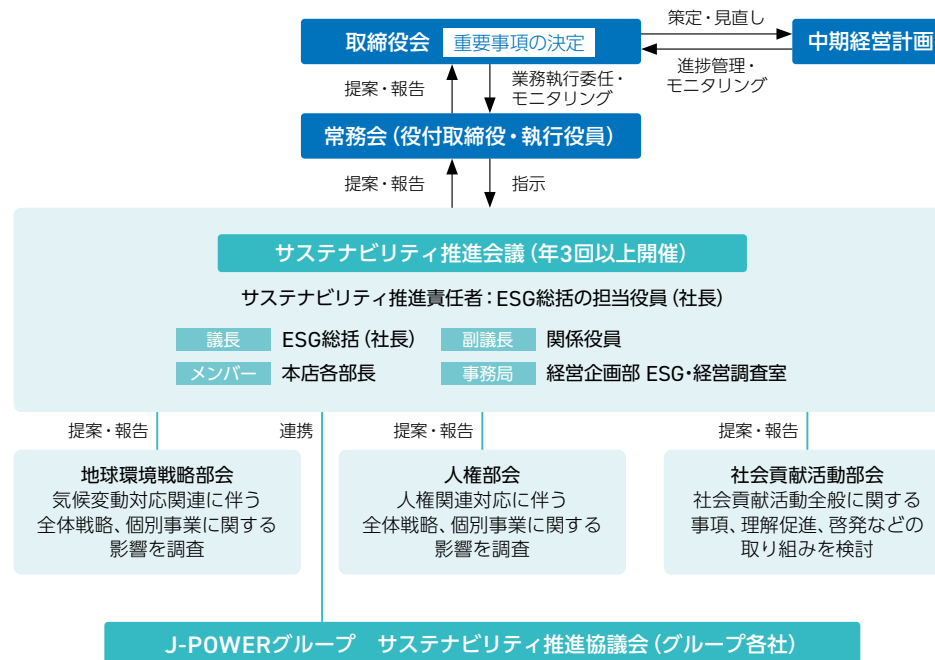 取締役会 重要事項の決定
策定・見直し
中期経営計画
進捗管理・
モニタリング
提案・報告
業務執行委任・
モニタリング
常務会（役付取締役・執行役員）
提案・報告
指示
サステナビリティ推進会議（年3回以上開催）
サステナビリティ推進責任者：ESG総括の担当役員（社長）
議長 ESG総括（社長） 副議長 関係役員
メンバー 本店各部長 事務局 経営企画部 ESG・経営調査室
提案・報告 連携 提案・報告 提案・報告
地球環境戦略部会
気候変動対応関連に伴う
全体戦略、個別事業に関する
影響を調査
人権部会
人権関連対応に伴う
全体戦略、個別事業に関する
影響を調査
社会貢献活動部会
社会貢献活動全般に関する
事項、理解促進、啓発などの
取り組みを検討
J-POWERグループ サステナビリティ推進協議会（グループ各社）